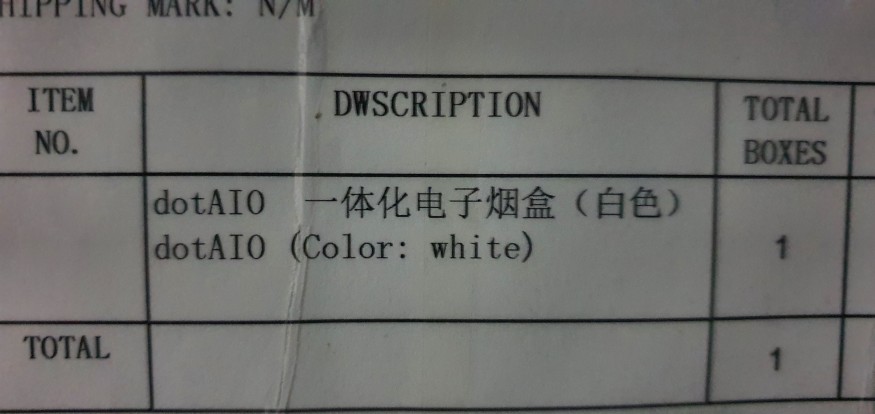 SHIPPING MARK: N/M
ITEM NO.
DWSCRIPTION
TOTAL BOXES
dotAIO 一体化电子烟盒（白色）
dotAIO (Color: white)
1
TOTAL
1